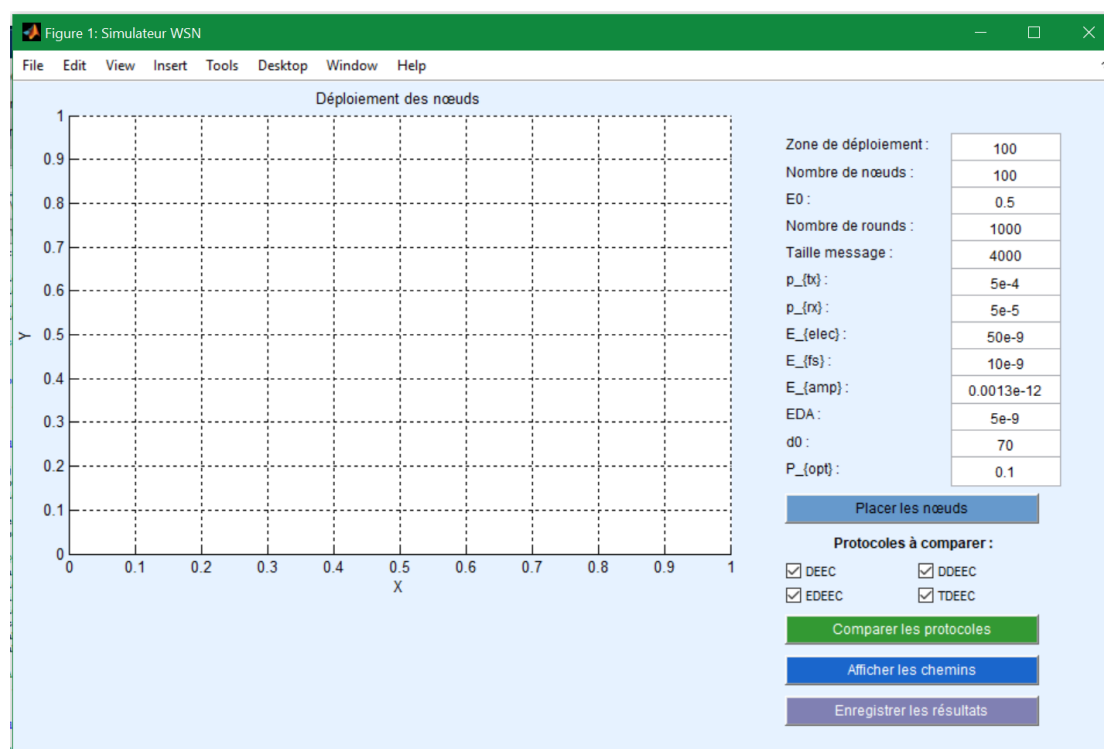 Figure 1: Simulateur WSN
File Edit View Insert Tools Desktop Window Help
Déploiement des nœuds
1
0.9
0.8
0.7
0.6
0.5
0.4
0.3
0.2
0.1
0
Y
0 0.1 0.2 0.3 0.4 0.5 0.6 0.7 0.8 0.9 1
X
Zone de déploiement : 100
Nombre de nœuds : 100
E0 : 0.5
Nombre de rounds : 1000
Taille message : 4000
p_{tx} : 5e-4
p_{rx} : 5e-5
E_{elec} : 50e-9
E_{fs} : 10e-9
E_{amp} : 0.0013e-12
EDA : 5e-9
d0 : 70
P_{opt} : 0.1
Placer les nœuds
Protocoles à comparer :
DEEC DDEEC
EDEEC TDEEC
Comparer les protocoles
Afficher les chemins
Enregistrer les résultats